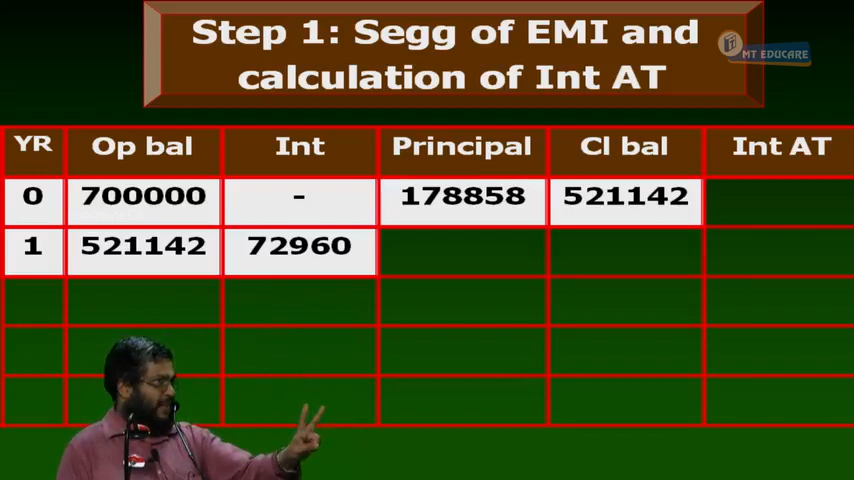 Step 1: Segg of EMI and
calculation of Int AT
MT EDUCARE
YR Op bal Int Principal Cl bal Int AT
0 700000 - 178858 521142
1 521142 72960